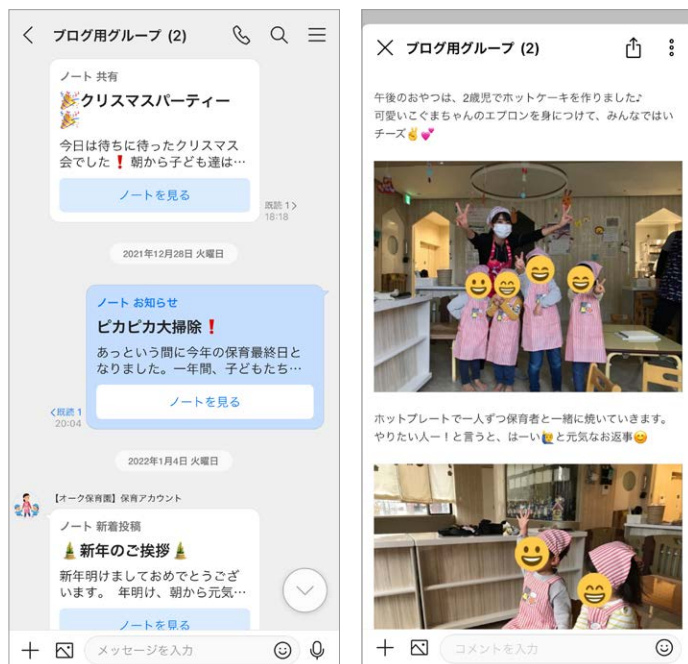 ブログ用グループ (2)
ノート 共有
🎉クリスマスパーティー
🎉
今日は待ちに待ったクリスマス
会でした❗朝から子ども達は…
ノートを見る
既読 1>
18:18
2021年12月28日 火曜日
ノート お知らせ
ピカピカ大掃除❗
あっという間に今年の保育最終日と
なりました。一年間、子どもたち…
ノートを見る
<既読 1
20:04
2022年1月4日 火曜日
【オーク保育園】保育アカウント
ノート 新着投稿
🎍新年のご挨拶🎍
新年明けましておめでとうござ
います。 年明け、朝から元気…
ノートを見る
メッセージを入力
ブログ用グループ (2)
午後のおやつは、2歳児でホットケーキを作りました♪
可愛いこぐまちゃんのエプロンを身につけて、みんなではい
チーズ✌💕
ホットプレートで一人ずつ保育者と一緒に焼いていきます。
やりたい人ー！と言うと、はーい🙋と元気なお返事😊
コメントを入力